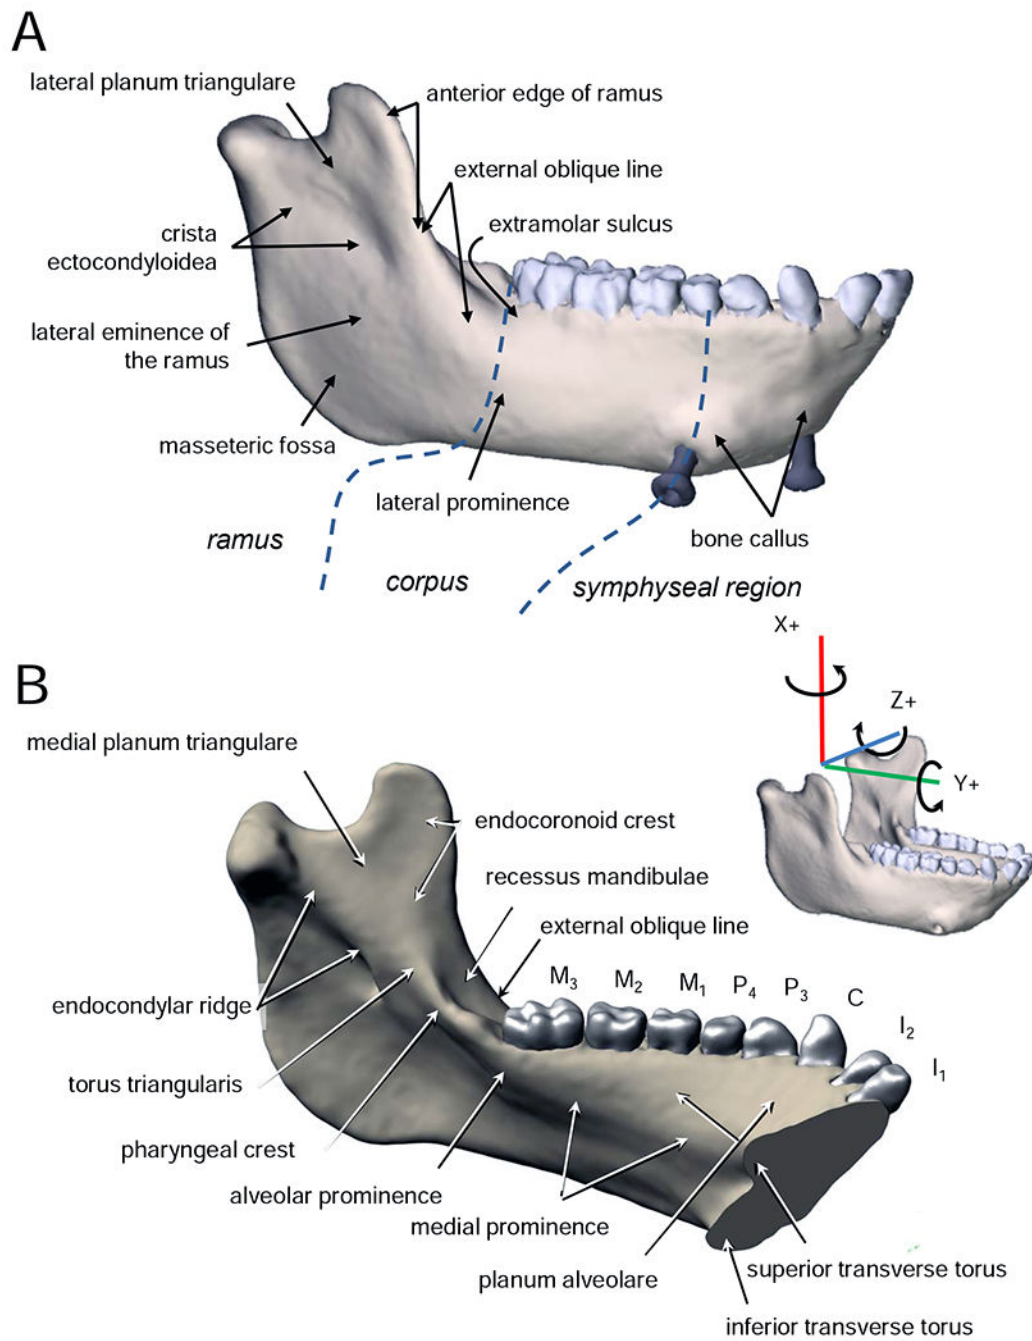 A
lateral planum triangulare
anterior edge of ramus
external oblique line
extramolar sulcus
crista
ectocondyloidea
lateral eminence of
the ramus
masseteric fossa
lateral prominence
bone callus
ramus
corpus
symphyseal region
X+
Z+
Y+
B
medial planum triangulare
endocoronoid crest
recessus mandibulae
external oblique line
M3
M2
M1
P4
P3
C
I2
I1
endocondylar ridge
torus triangularis
pharyngeal crest
alveolar prominence
medial prominence
planum alveolare
superior transverse torus
inferior transverse torus